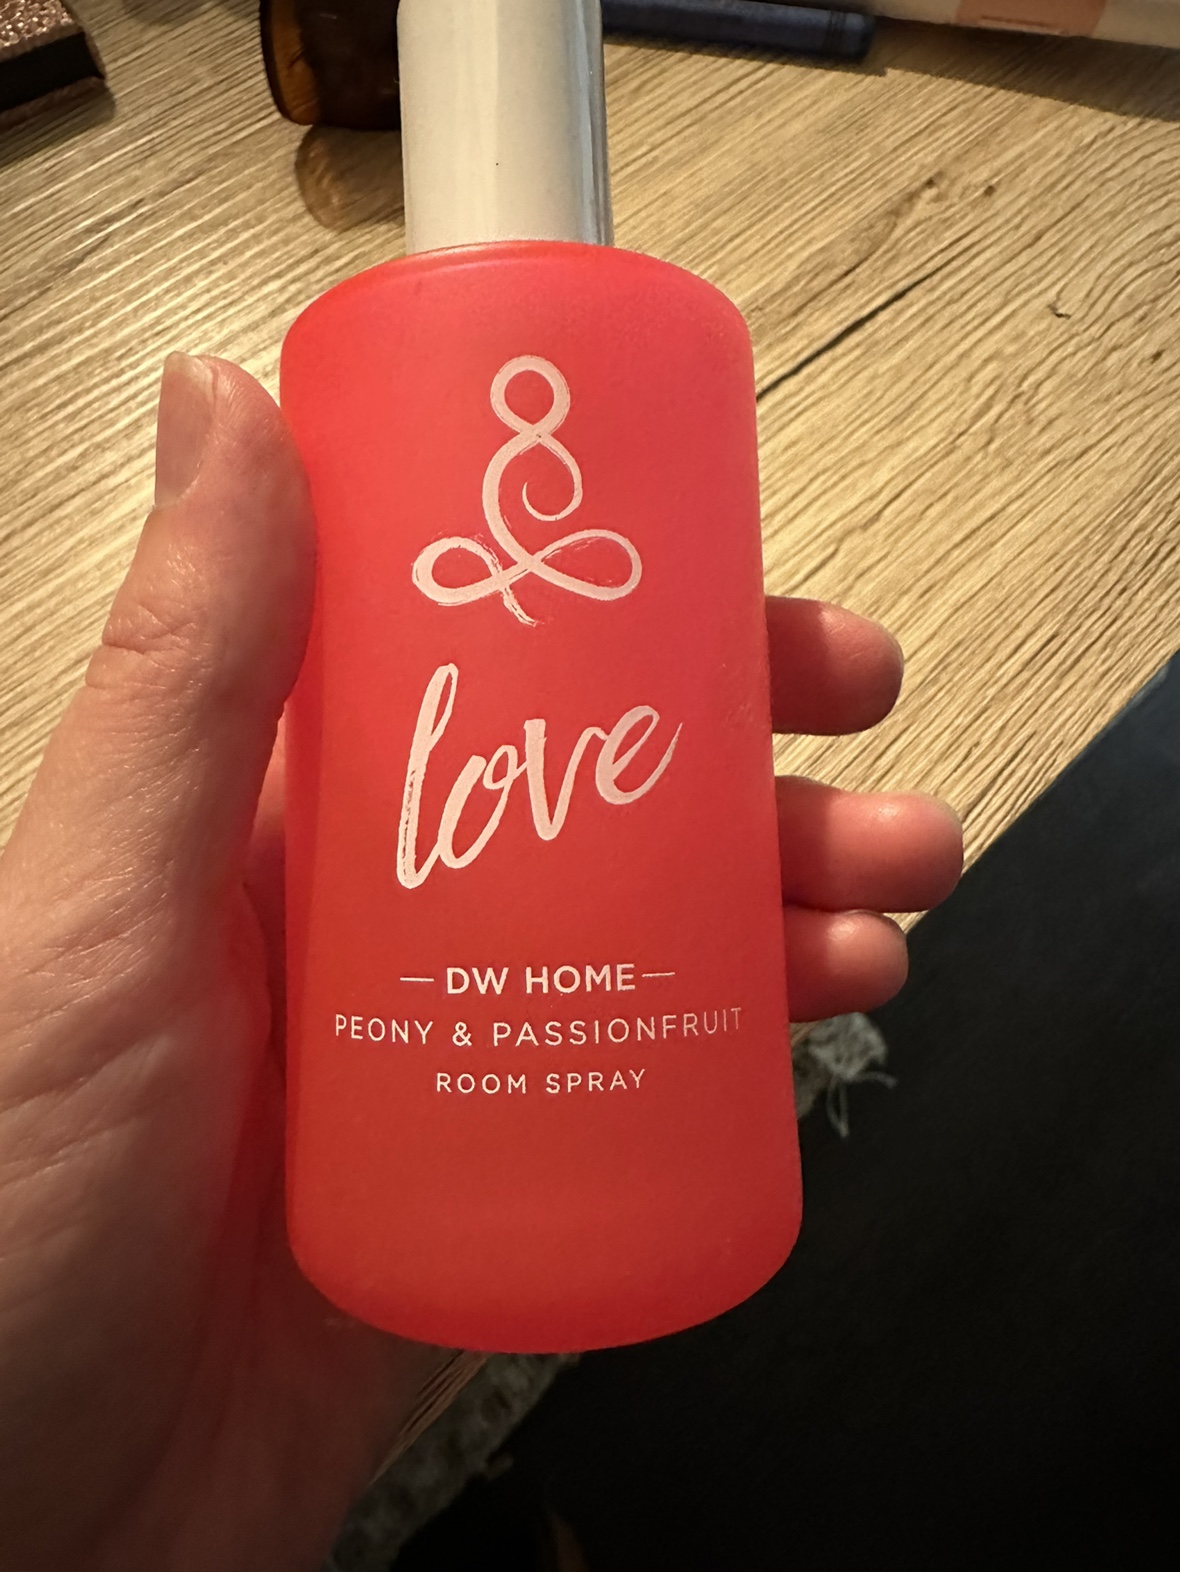 love
— DW HOME —
PEONY & PASSIONFRUIT
ROOM SPRAY